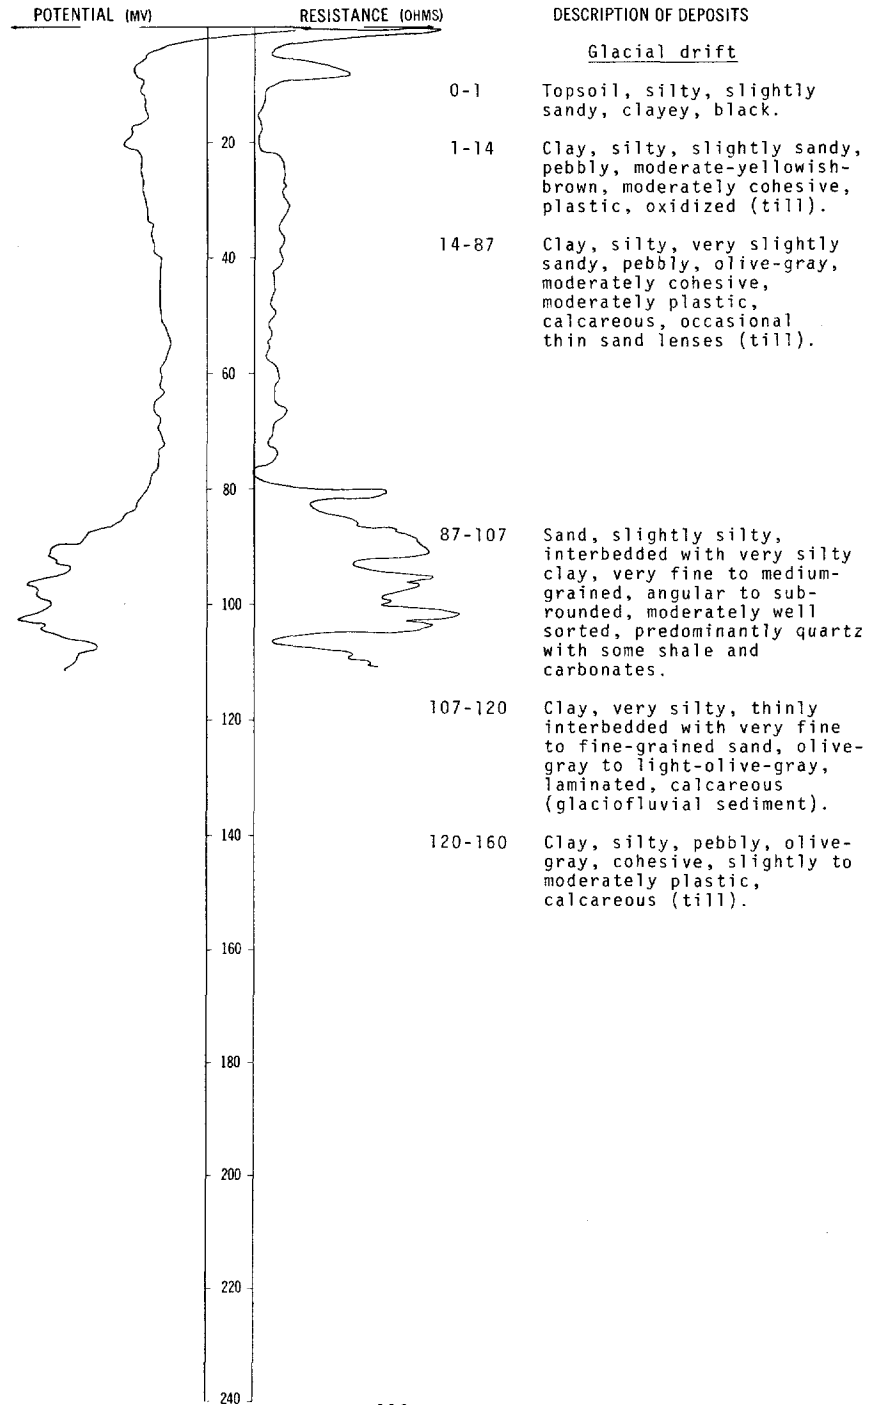 POTENTIAL (MV) RESISTANCE (OHMS) DESCRIPTION OF DEPOSITS
Glacial drift
0-1 Topsoil, silty, slightly
sandy, clayey, black.
20
1-14 Clay, silty, slightly sandy,
pebbly, moderate-yellowish-
brown, moderately cohesive,
plastic, oxidized (till).
40
14-87 Clay, silty, very slightly
sandy, pebbly, olive-gray,
moderately cohesive,
moderately plastic,
calcareous, occasional
thin sand lenses (till).
60
80
87-107 Sand, slightly silty,
interbedded with very silty
clay, very fine to medium-
grained, angular to sub-
rounded, moderately well
sorted, predominantly quartz
with some shale and
carbonates.
100
107-120 Clay, very silty, thinly
interbedded with very fine
to fine-grained sand, olive-
gray to light-olive-gray,
laminated, calcareous
(glaciofluvial sediment).
120
140
120-160 Clay, silty, pebbly, olive-
gray, cohesive, slightly to
moderately plastic,
calcareous (till).
160
180
200
220
240